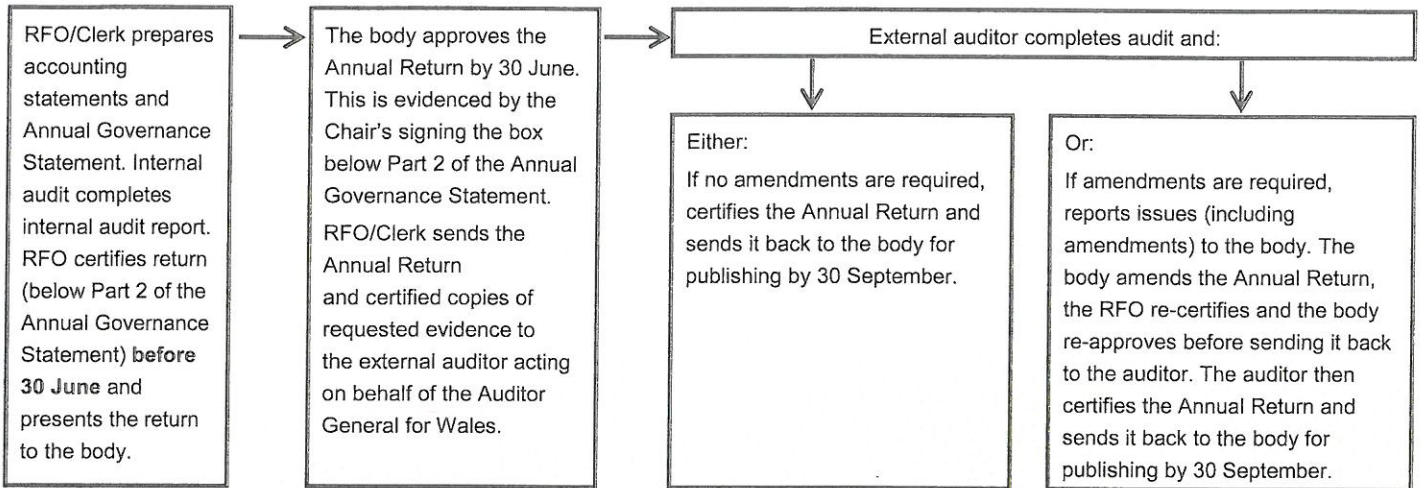 RFO/Clerk prepares
accounting
statements and
Annual Governance
Statement. Internal
audit completes
internal audit report.
RFO certifies return
(below Part 2 of the
Annual Governance
Statement) before
30 June and
presents the return
to the body.
The body approves the
Annual Return by 30 June.
This is evidenced by the
Chair's signing the box
below Part 2 of the Annual
Governance Statement.
RFO/Clerk sends the
Annual Return
and certified copies of
requested evidence to
the external auditor acting
on behalf of the Auditor
General for Wales.
External auditor completes audit and:
Either:
If no amendments are required,
certifies the Annual Return and
sends it back to the body for
publishing by 30 September.
Or:
If amendments are required,
reports issues (including
amendments) to the body. The
body amends the Annual Return,
the RFO re-certifies and the body
re-approves before sending it back
to the auditor. The auditor then
certifies the Annual Return and
sends it back to the body for
publishing by 30 September.